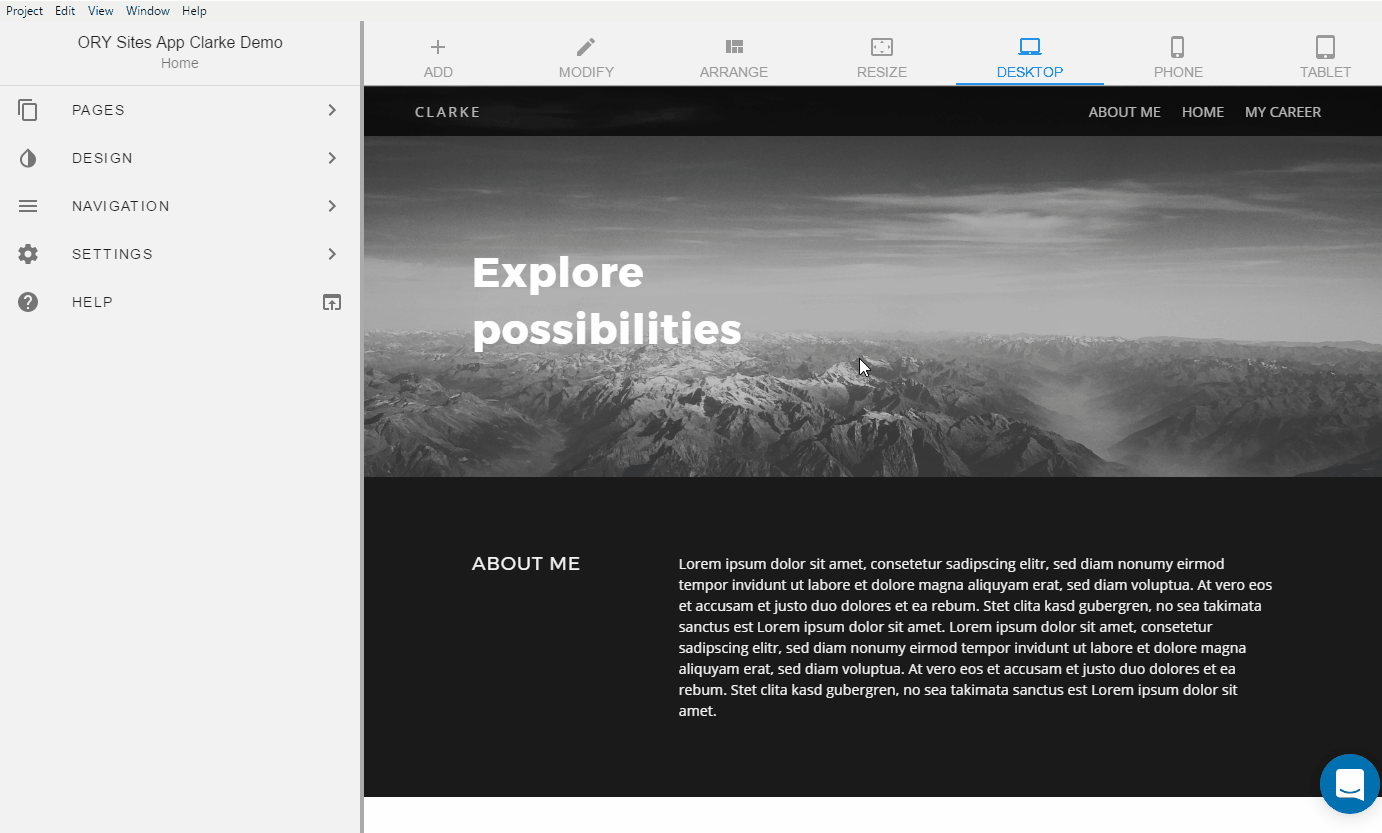 Project Edit View Window Help
ORY Sites App Clarke Demo
Home
PAGES
DESIGN
NAVIGATION
SETTINGS
HELP
ADD MODIFY ARRANGE RESIZE DESKTOP PHONE TABLET
CLARKE ABOUT ME HOME MY CAREER
Explore
possibilities
ABOUT ME
Lorem ipsum dolor sit amet, consetetur sadipscing elitr, sed diam nonumy eirmod
tempor invidunt ut labore et dolore magna aliquyam erat, sed diam voluptua. At vero eos
et accusam et justo duo dolores et ea rebum. Stet clita kasd gubergren, no sea takimata
sanctus est Lorem ipsum dolor sit amet. Lorem ipsum dolor sit amet, consetetur
sadipscing elitr, sed diam nonumy eirmod tempor invidunt ut labore et dolore magna
aliquyam erat, sed diam voluptua. At vero eos et accusam et justo duo dolores et ea
rebum. Stet clita kasd gubergren, no sea takimata sanctus est Lorem ipsum dolor sit
amet.